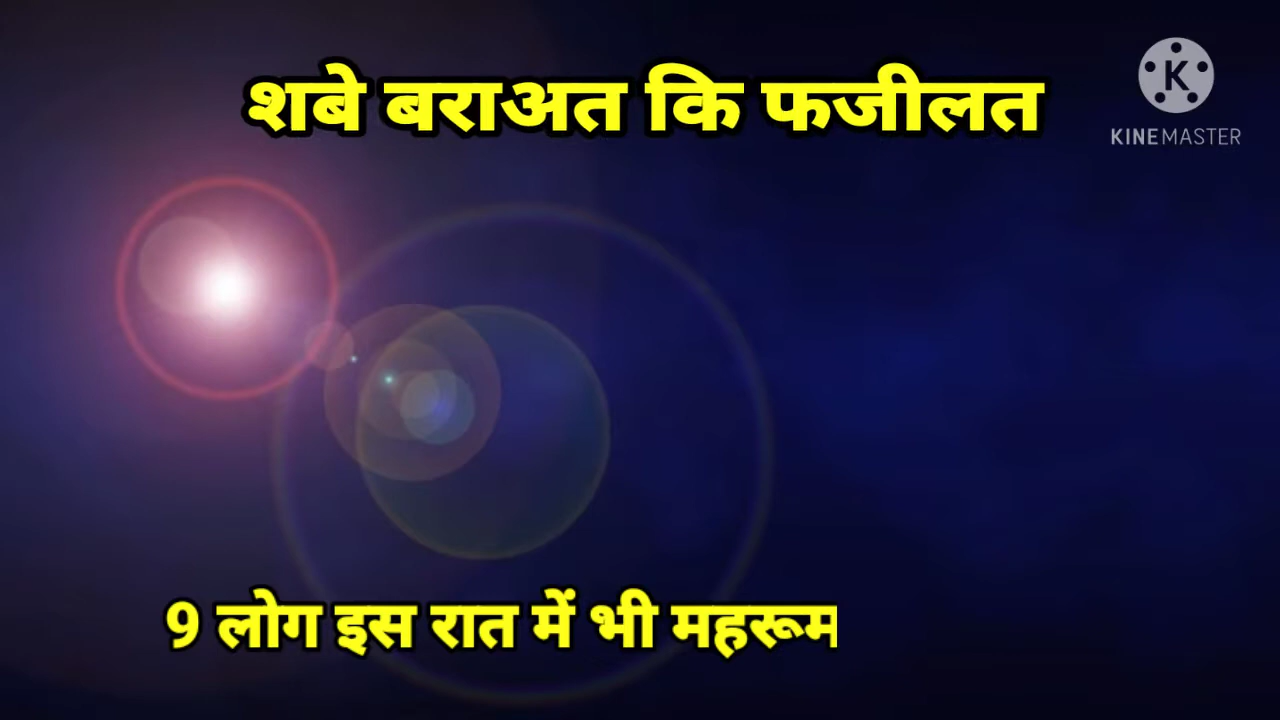 शबे बराअत कि फजीलत
K
KINEMASTER
9 लोग इस रात में भी महरूम